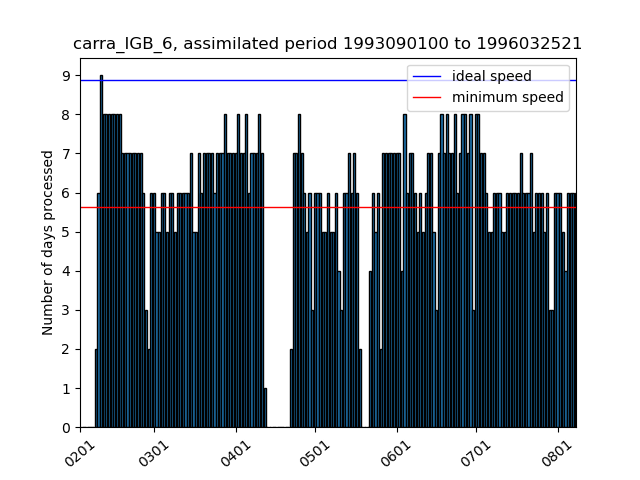 carra_IGB_6, assimilated period 1993090100 to 1996032521
ideal speed
minimum speed
Number of days processed
9
8
7
6
5
4
3
2
1
0
0201 0301 0401 0501 0601 0701 0801